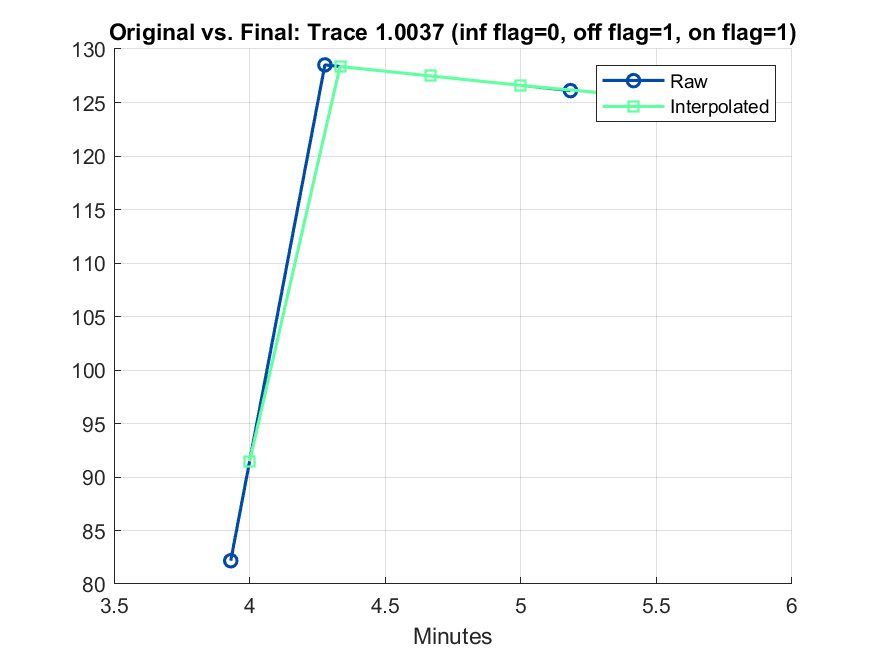 Original vs. Final: Trace 1.0037 (inf flag=0, off flag=1, on flag=1)
130
125
120
115
110
105
100
95
90
85
80
Raw
Interpolated
3.5 4 4.5 5 5.5 6
Minutes